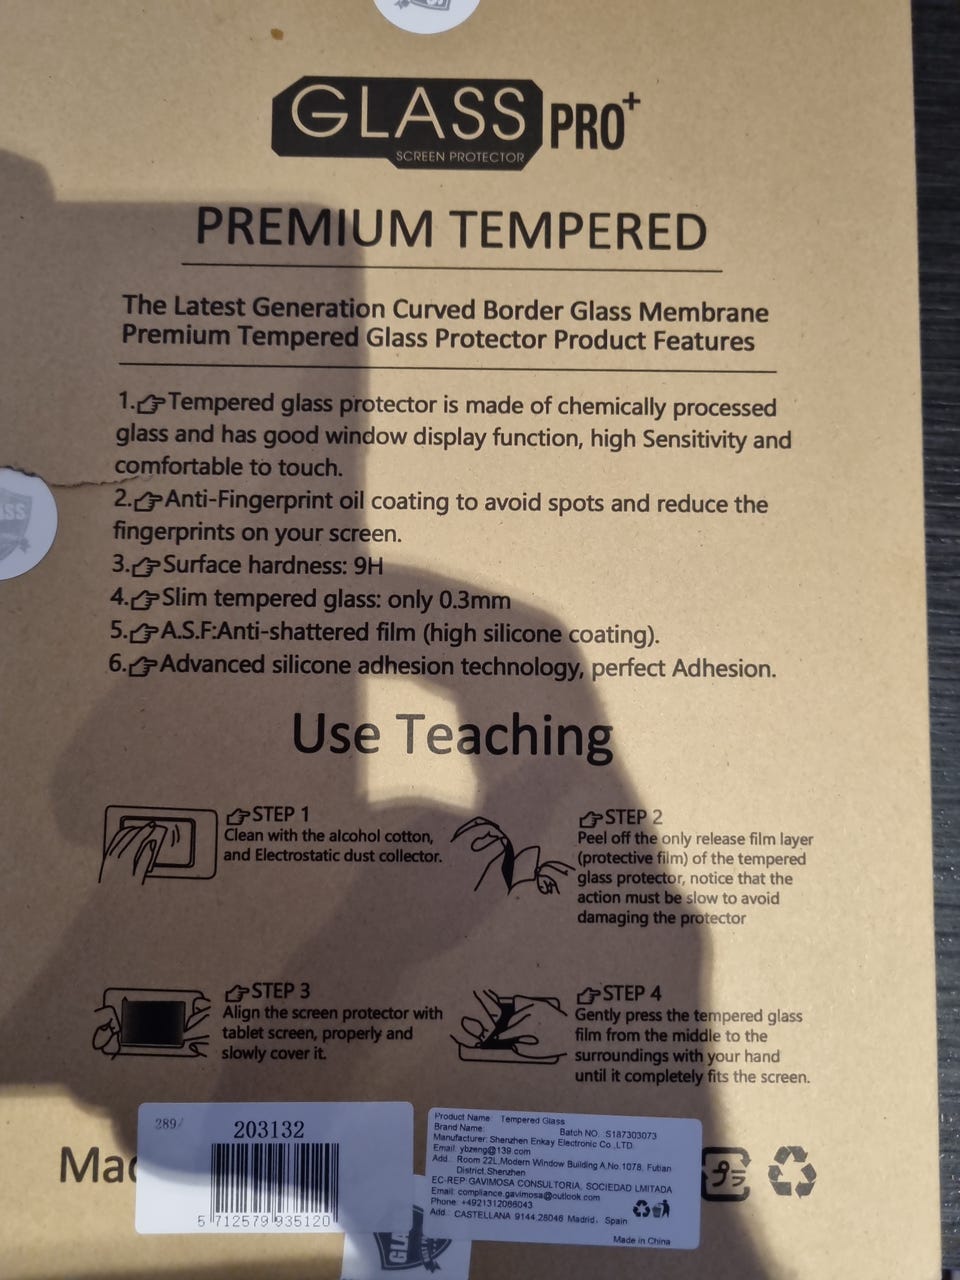 GLASS PRO+
SCREEN PROTECTOR
PREMIUM TEMPERED
The Latest Generation Curved Border Glass Membrane
Premium Tempered Glass Protector Product Features
1. Tempered glass protector is made of chemically processed
glass and has good window display function, high Sensitivity and
comfortable to touch.
2. Anti-Fingerprint oil coating to avoid spots and reduce the
fingerprints on your screen.
3. Surface hardness: 9H
4. Slim tempered glass: only 0.3mm
5. A.S.F:Anti-shattered film (high silicone coating).
6. Advanced silicone adhesion technology, perfect Adhesion.
Use Teaching
STEP 1
Clean with the alcohol cotton,
and Electrostatic dust collector.
STEP 2
Peel off the only release film layer
(protective film) of the tempered
glass protector, notice that the
action must be slow to avoid
damaging the protector
STEP 3
Align the screen protector with
tablet screen, properly and
slowly cover it.
STEP 4
Gently press the tempered glass
film from the middle to the
surroundings with your hand
until it completely fits the screen.
289/
203132
5 712579 935120
Product Name: Tempered Glass
Brand Name:
Batch NO. S187303073
Manufacturer: Shenzhen Enkay Electronic Co.,LTD.
Email: ybzeng@139.com
Add. Room 22L,Modern Window Building A,No.1078, Futian
District,Shenzhen
EC-REP GAVIMOSA CONSULTORIA, SOCIEDAD LMITADA
Email: compliance.gavimosa@outlook.com
Phone: +4921312066043
Add.: CASTELLANA 9144,28046 Madrid, Spain
Made in China